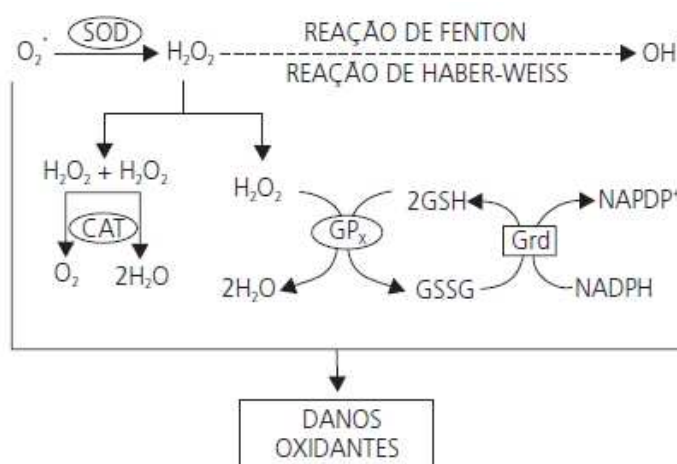 O₂˙ SOD H₂O₂ REAÇÃO DE FENTON OH
REAÇÃO DE HABER-WEISS
H₂O₂ + H₂O₂
H₂O₂ 2GSH NAPDP⁺
CAT GPₓ Grd
O₂ 2H₂O
2H₂O GSSG NADPH
DANOS
OXIDANTES